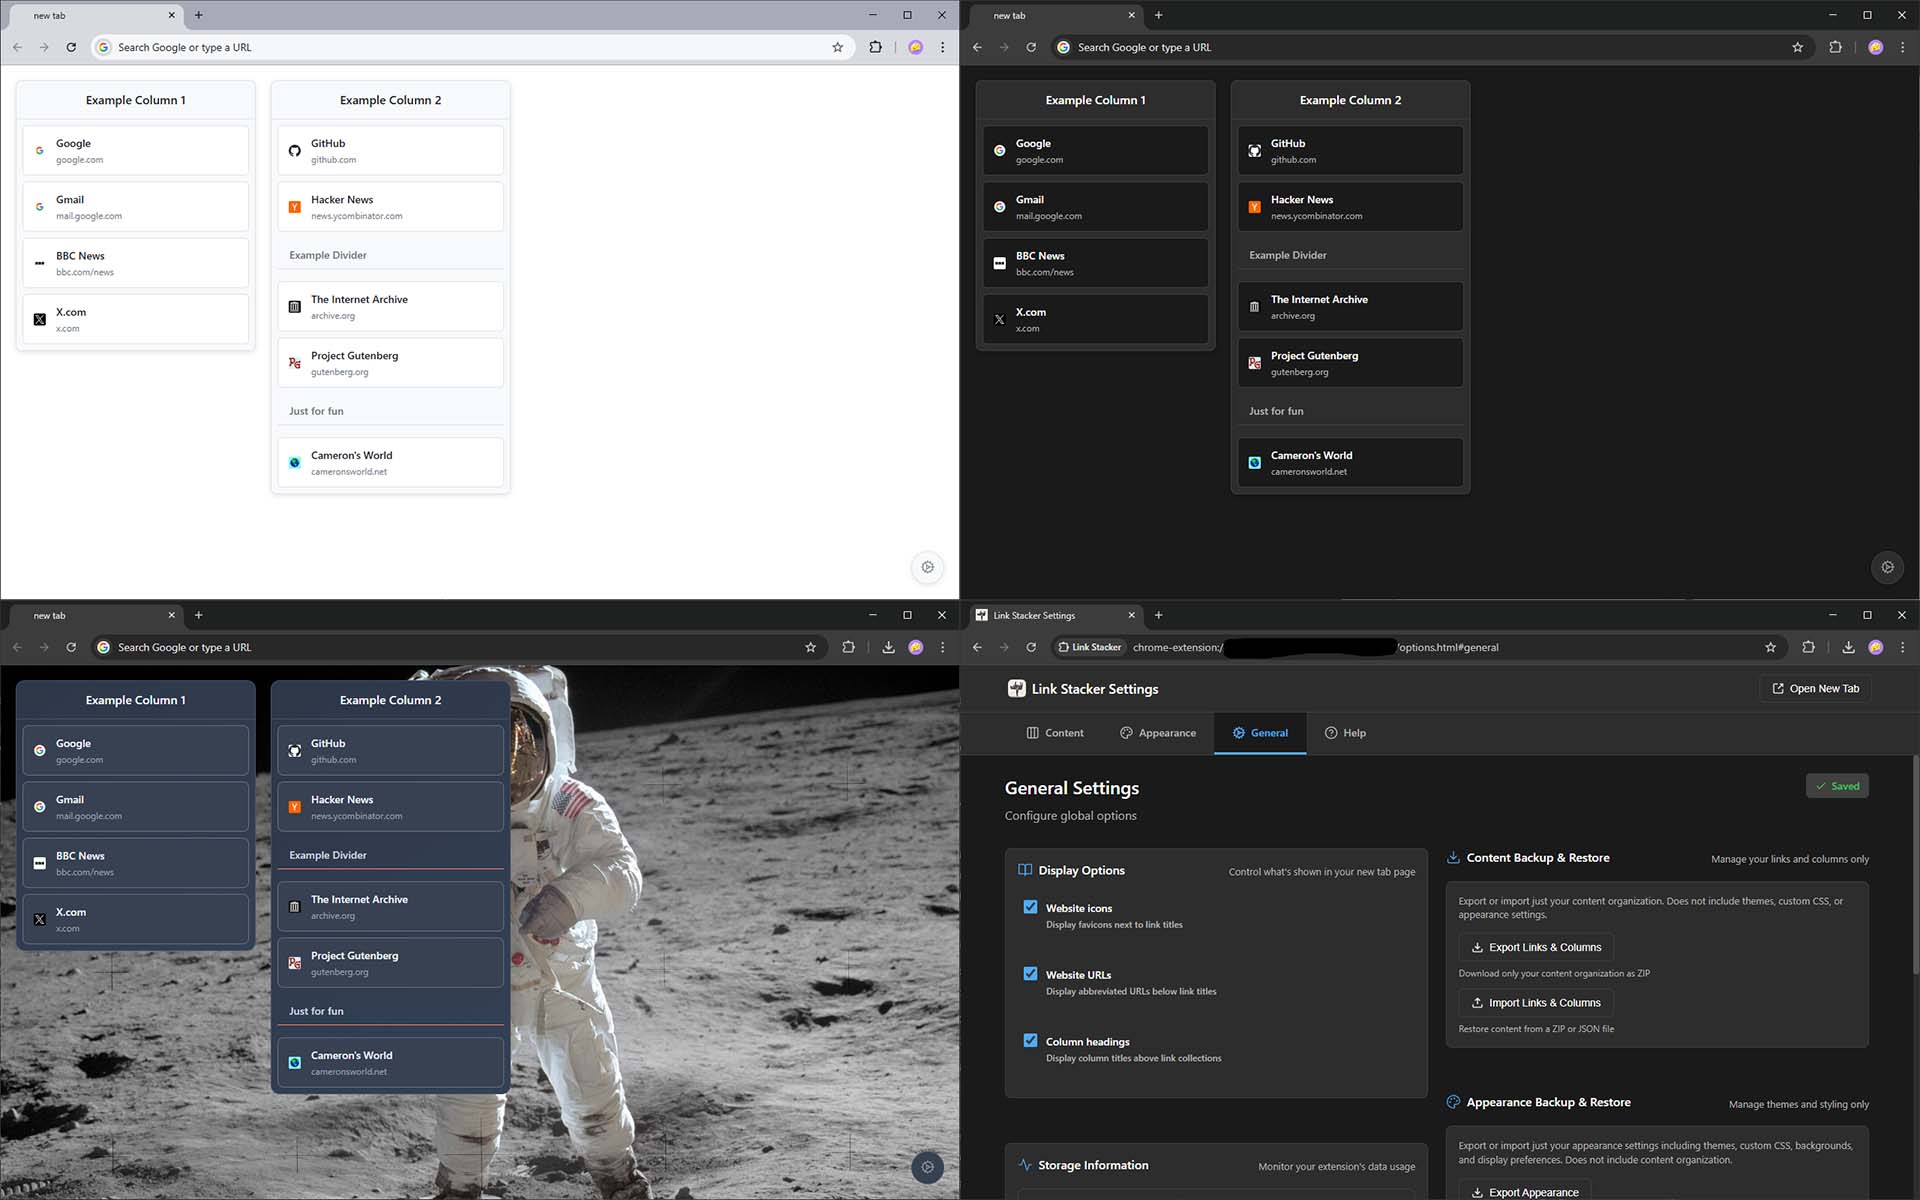 new tab
Search Google or type a URL
Example Column 1
Google
google.com
Gmail
mail.google.com
BBC News
bbc.com/news
X.com
x.com
Example Column 2
GitHub
github.com
Hacker News
news.ycombinator.com
Example Divider
The Internet Archive
archive.org
Project Gutenberg
gutenberg.org
Just for fun
Cameron's World
cameronsworld.net
new tab
Search Google or type a URL
Example Column 1
Google
google.com
Gmail
mail.google.com
BBC News
bbc.com/news
X.com
x.com
Example Column 2
GitHub
github.com
Hacker News
news.ycombinator.com
Example Divider
The Internet Archive
archive.org
Project Gutenberg
gutenberg.org
Just for fun
Cameron's World
cameronsworld.net
new tab
Search Google or type a URL
Example Column 1
Google
google.com
Gmail
mail.google.com
BBC News
bbc.com/news
X.com
x.com
Example Column 2
GitHub
github.com
Hacker News
news.ycombinator.com
Example Divider
The Internet Archive
archive.org
Project Gutenberg
gutenberg.org
Just for fun
Cameron's World
cameronsworld.net
Link Stacker Settings
Link Stacker chrome-extension:/ /options.html#general
Link Stacker Settings
Open New Tab
Content Appearance General Help
General Settings
Saved
Configure global options
Display Options
Control what's shown in your new tab page
Website icons
Display favicons next to link titles
Website URLs
Display abbreviated URLs below link titles
Column headings
Display column titles above link collections
Storage Information
Monitor your extension's data usage
Content Backup & Restore
Manage your links and columns only
Export or import just your content organization. Does not include themes, custom CSS, or
appearance settings.
Export Links & Columns
Download only your content organization as ZIP
Import Links & Columns
Restore content from a ZIP or JSON file
Appearance Backup & Restore
Manage themes and styling only
Export or import just your appearance settings including themes, custom CSS, backgrounds,
and display preferences. Does not include content organization.
Export Appearance